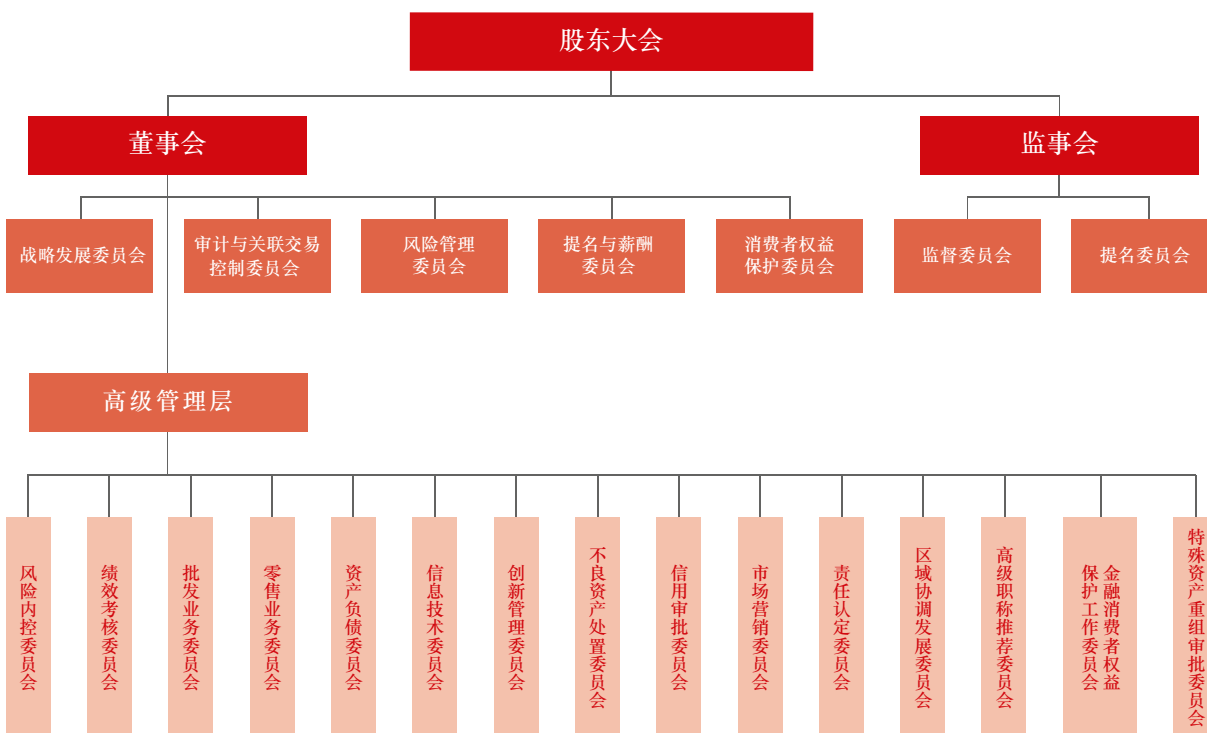 股东大会
董事会
监事会
战略发展委员会
审计与关联交易
控制委员会
风险管理
委员会
提名与薪酬
委员会
消费者权益
保护委员会
监督委员会
提名委员会
高级管理层
风险内控委员会
绩效考核委员会
批发业务委员会
零售业务委员会
资产负债委员会
信息技术委员会
创新管理委员会
不良资产处置委员会
信用审批委员会
市场营销委员会
责任认定委员会
区域协调发展委员会
高级职称推荐委员会
金融消费者权益
保护工作委员会
特殊资产重组审批委员会